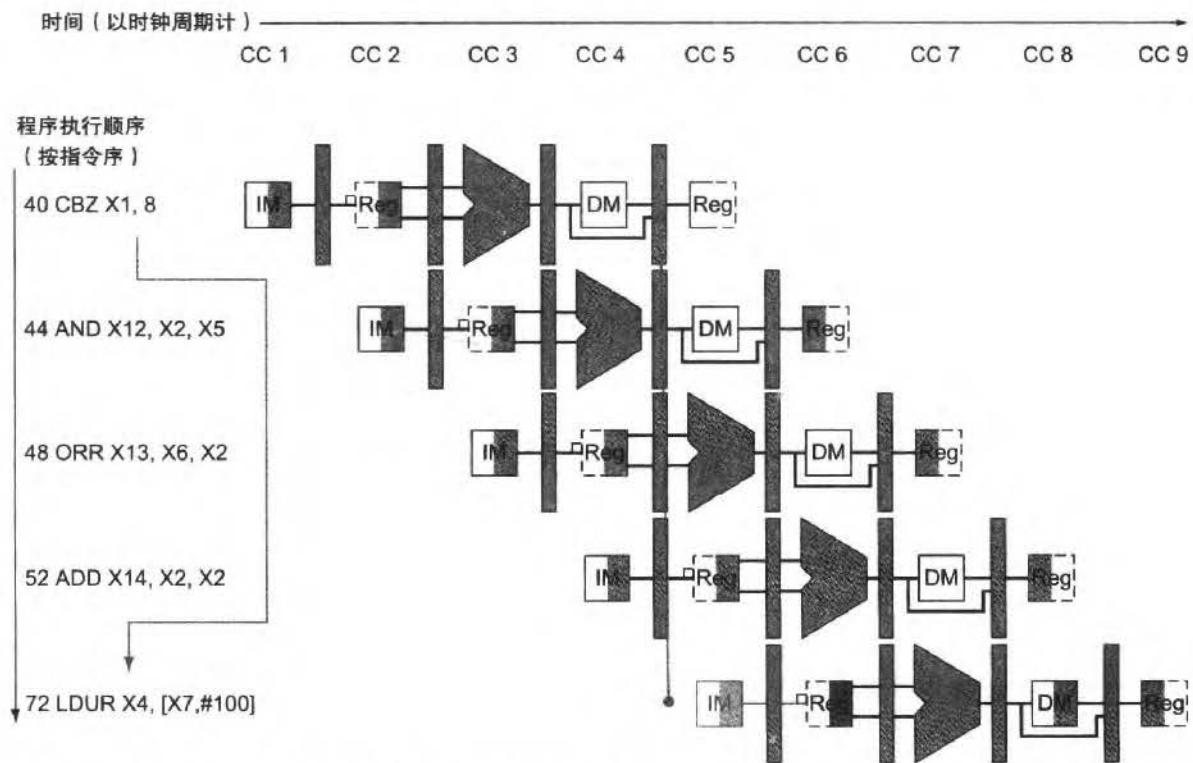 时间（以时钟周期计）
CC 1 CC 2 CC 3 CC 4 CC 5 CC 6 CC 7 CC 8 CC 9
程序执行顺序
（按指令序）
40 CBZ X1, 8
IM Reg DM Reg
44 AND X12, X2, X5
IM Reg DM Reg
48 ORR X13, X6, X2
IM Reg DM Reg
52 ADD X14, X2, X2
IM Reg DM Reg
72 LDUR X4, [X7,#100]
IM Reg DM Reg